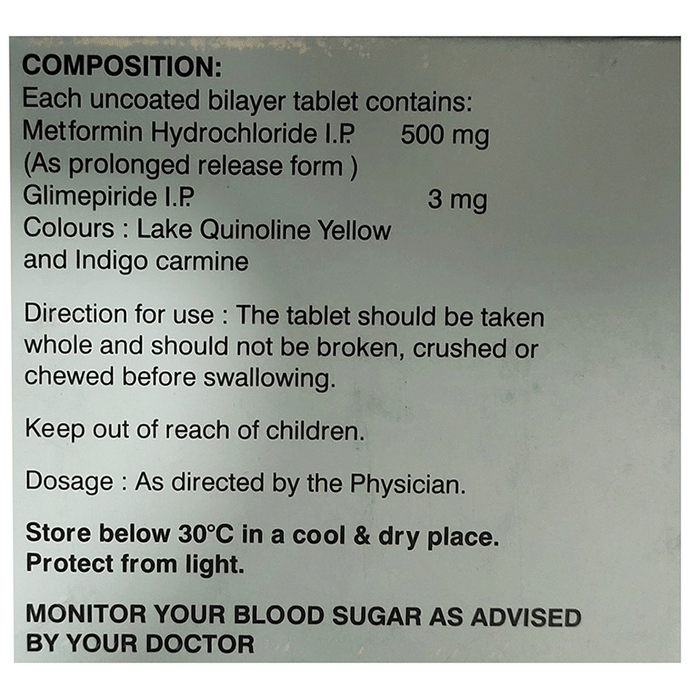 COMPOSITION:
Each uncoated bilayer tablet contains:
Metformin Hydrochloride I.P. 500 mg
(As prolonged release form )
Glimepiride I.P. 3 mg
Colours : Lake Quinoline Yellow
and Indigo carmine
Direction for use : The tablet should be taken
whole and should not be broken, crushed or
chewed before swallowing.
Keep out of reach of children.
Dosage : As directed by the Physician.
Store below 30°C in a cool & dry place.
Protect from light.
MONITOR YOUR BLOOD SUGAR AS ADVISED
BY YOUR DOCTOR